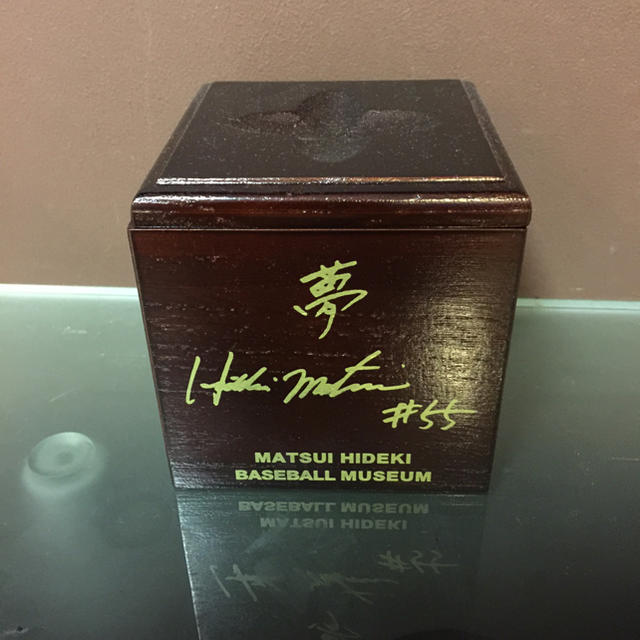 夢
Hideki Matsui
#55
MATSUI HIDEKI
BASEBALL MUSEUM